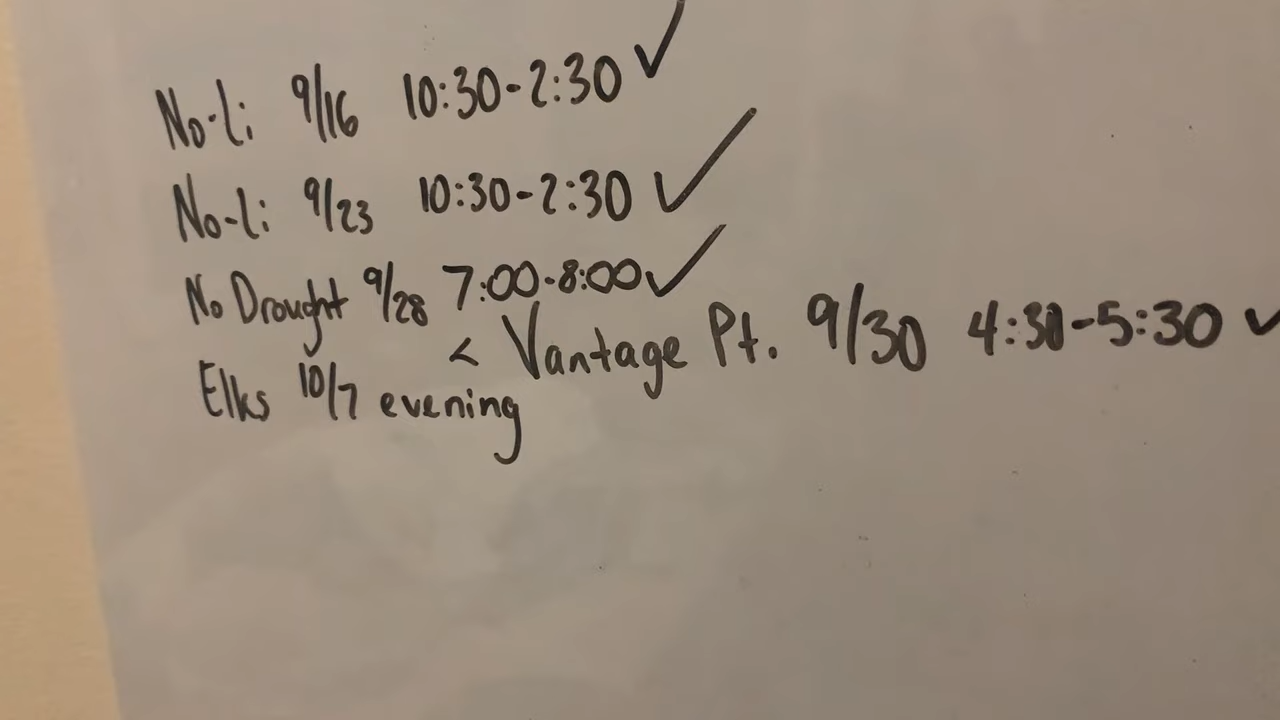 No-Li 9/16 10:30-2:30 ✓
No-Li 9/23 10:30-2:30 ✓
No Drought 9/28 7:00-8:00 ✓
< Vantage Pt. 9/30 4:30-5:30 ✓
Elks 10/7 evening